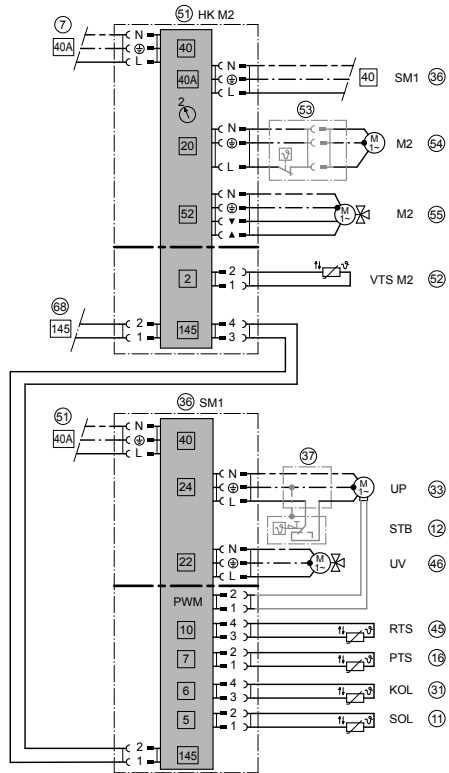 7 51 HK M2
40A N L 40
40A N L 40 SM1 36
2 53
20 N L M 1~ M2 54
52 N ▼ ▲ M 1~ M2 55
2 2 1 ϑ VTS M2 52
68
145 2 1 145 4 3
51 36 SM1
40A N L 40 37
24 N L M 1~ UP 33
ϑ STB 12
22 N L M 1~ UV 46
PWM 2 1
10 4 3 ϑ RTS 45
7 2 1 ϑ PTS 16
6 4 3 ϑ KOL 31
5 2 1 ϑ SOL 11
2 1 145